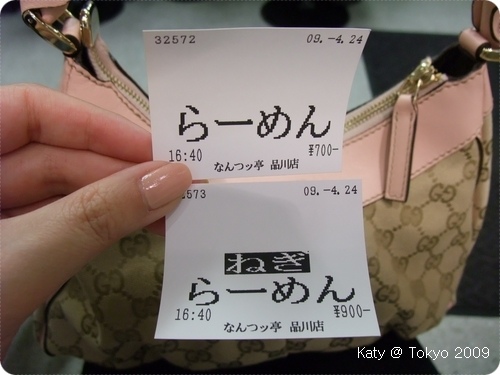 32572 09.-4.24
らーめん
16:40 ¥700-
なんつッ亭 品川店
573 09.-4.24
ねぎ
らーめん
16:40 ¥900-
なんつッ亭 品川店
Katy @ Tokyo 2009